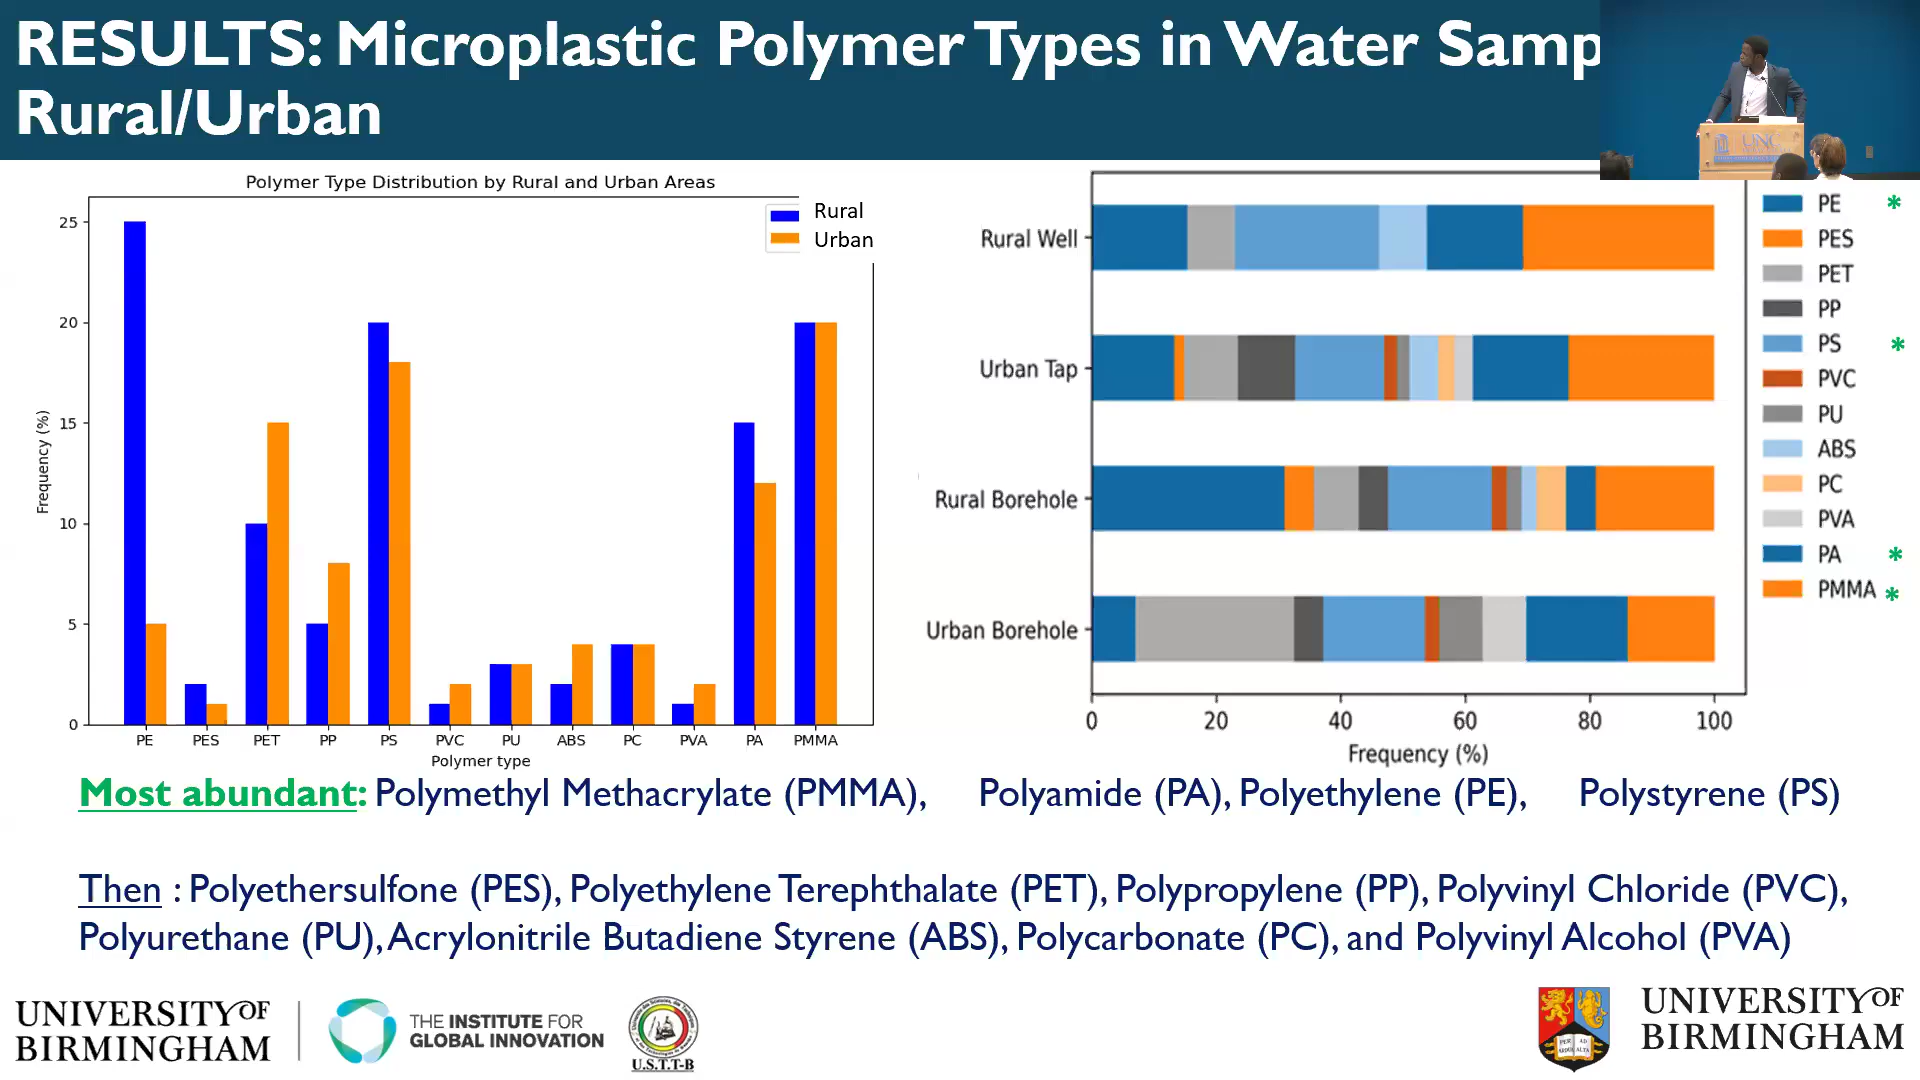 RESULTS: Microplastic Polymer Types in Water Samp
Rural/Urban
UNC
Polymer Type Distribution by Rural and Urban Areas
Rural
Urban
Frequency (%)
25
20
15
10
5
0
PE PES PET PP PS PVC PU ABS PC PVA PA PMMA
Polymer type
Rural Well
Urban Tap
Rural Borehole
Urban Borehole
0 20 40 60 80 100
Frequency (%)
PE *
PES
PET
PP
PS *
PVC
PU
ABS
PC
PVA
PA *
PMMA *
Most abundant: Polymethyl Methacrylate (PMMA), Polyamide (PA), Polyethylene (PE), Polystyrene (PS)
Then : Polyethersulfone (PES), Polyethylene Terephthalate (PET), Polypropylene (PP), Polyvinyl Chloride (PVC),
Polyurethane (PU), Acrylonitrile Butadiene Styrene (ABS), Polycarbonate (PC), and Polyvinyl Alcohol (PVA)
UNIVERSITY OF
BIRMINGHAM
THE INSTITUTE FOR
GLOBAL INNOVATION
U.S.T.T-B
UNIVERSITY OF
BIRMINGHAM